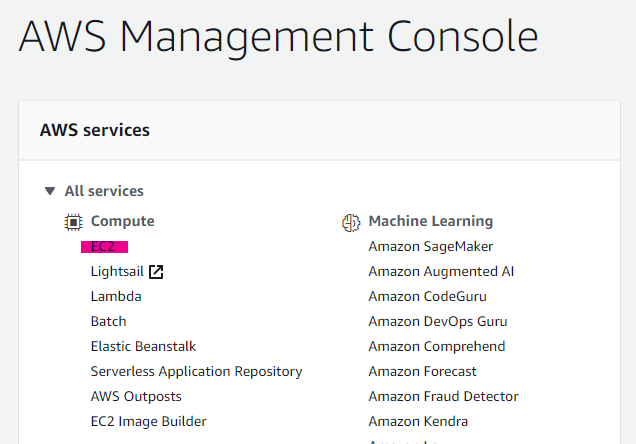 AWS Management Console
AWS services
All services
Compute
EC2
Lightsail
Lambda
Batch
Elastic Beanstalk
Serverless Application Repository
AWS Outposts
EC2 Image Builder
Machine Learning
Amazon SageMaker
Amazon Augmented AI
Amazon CodeGuru
Amazon DevOps Guru
Amazon Comprehend
Amazon Forecast
Amazon Fraud Detector
Amazon Kendra